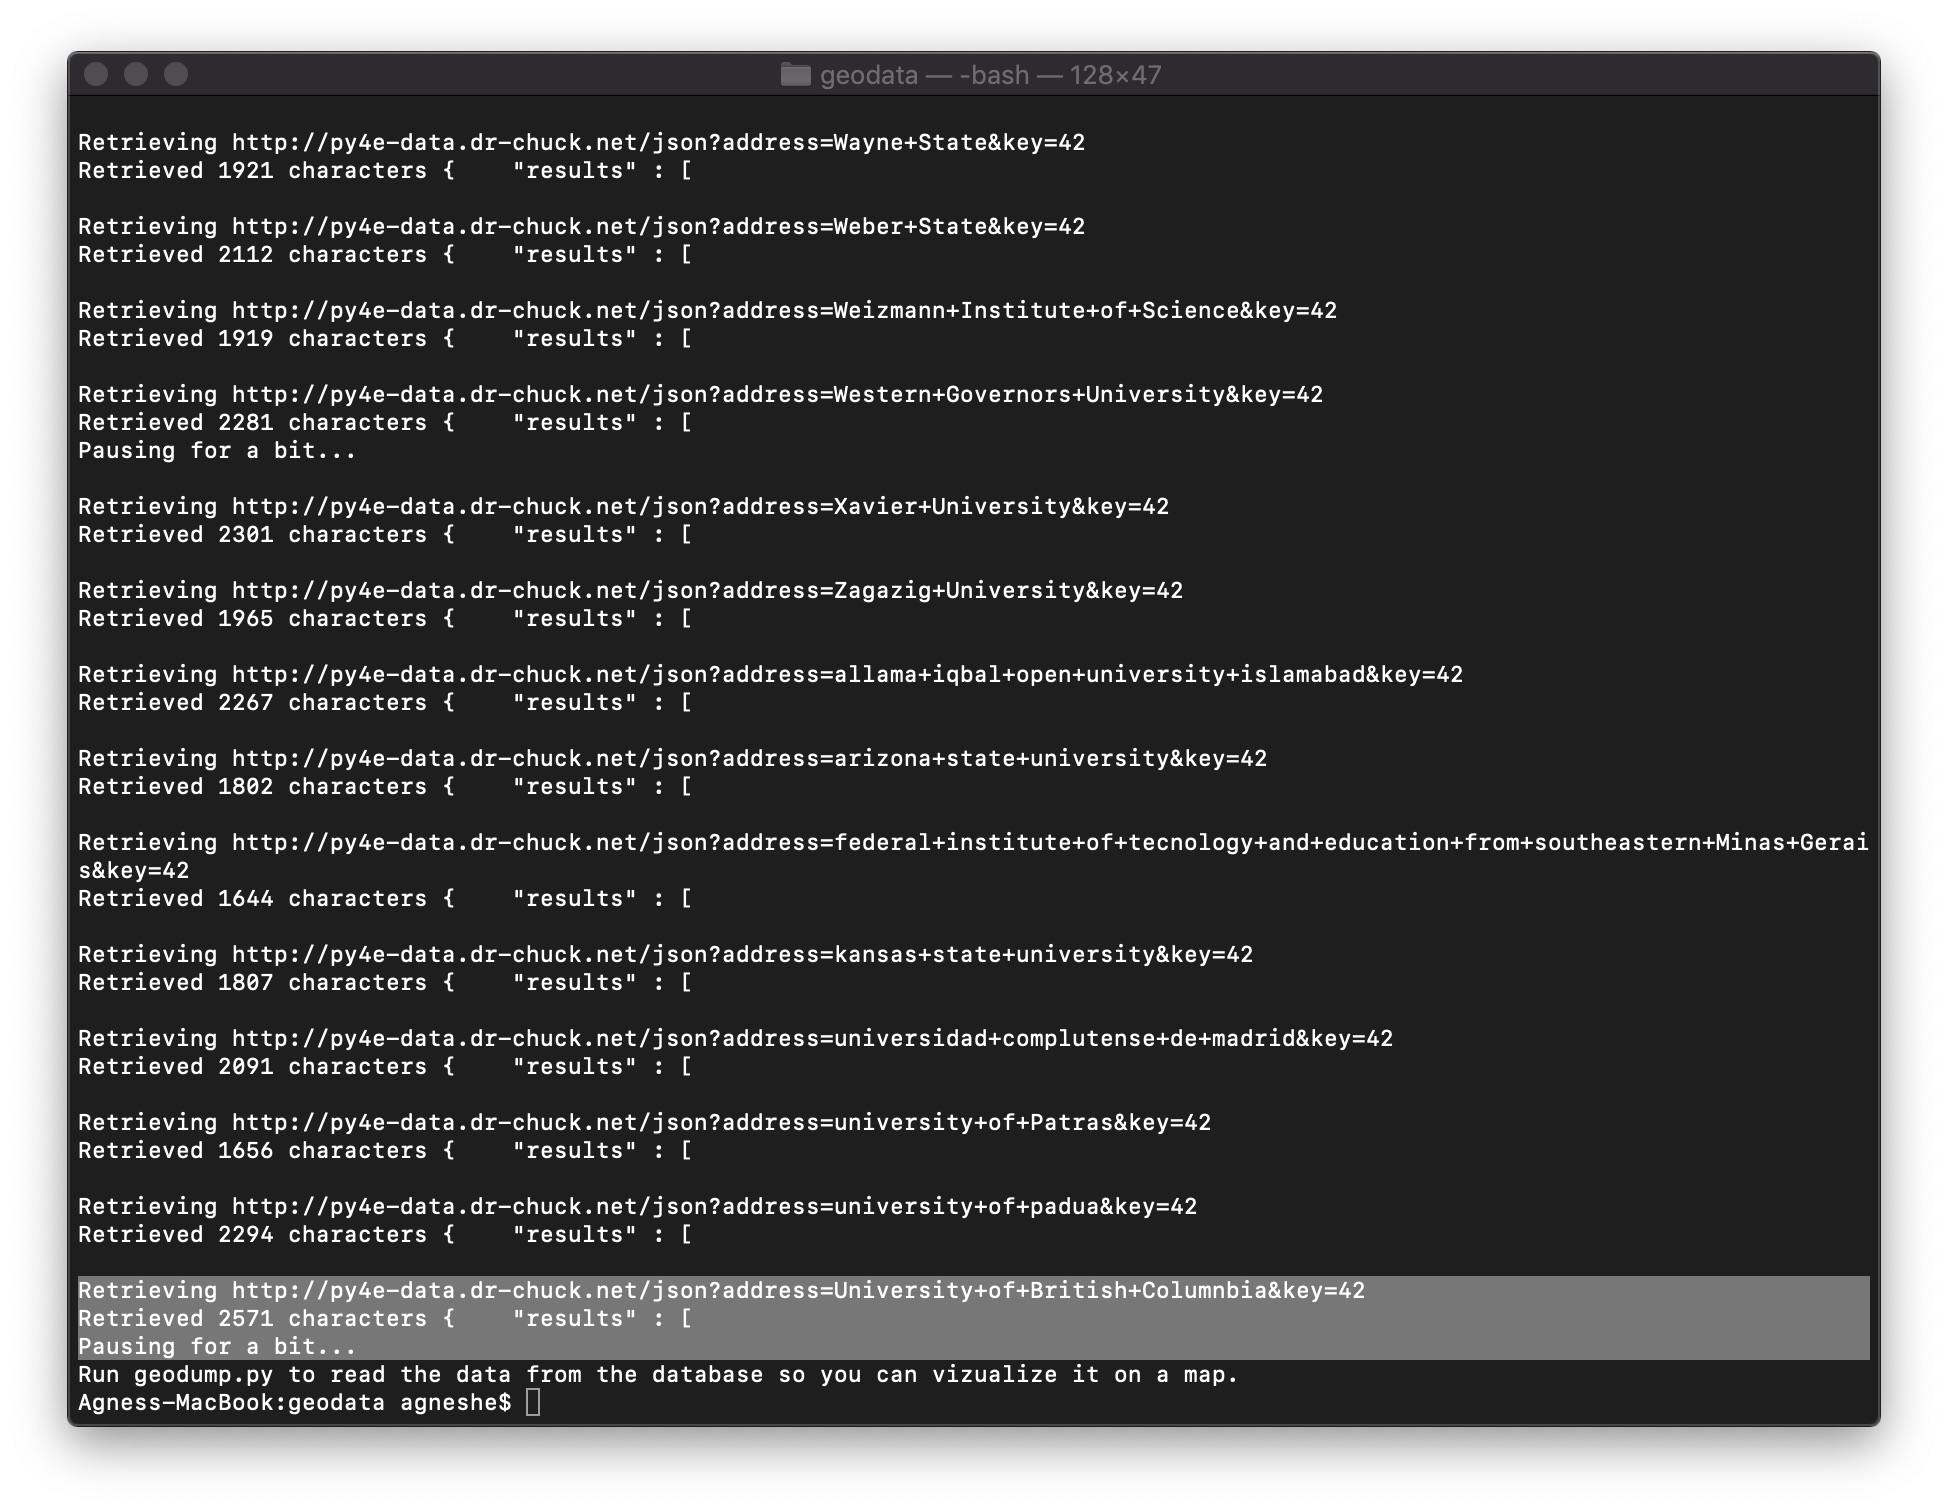 geodata — -bash — 128×47
Retrieving http://py4e-data.dr-chuck.net/json?address=Wayne+State&key=42
Retrieved 1921 characters {    "results" : [
Retrieving http://py4e-data.dr-chuck.net/json?address=Weber+State&key=42
Retrieved 2112 characters {    "results" : [
Retrieving http://py4e-data.dr-chuck.net/json?address=Weizmann+Institute+of+Science&key=42
Retrieved 1919 characters {    "results" : [
Retrieving http://py4e-data.dr-chuck.net/json?address=Western+Governors+University&key=42
Retrieved 2281 characters {    "results" : [
Pausing for a bit...
Retrieving http://py4e-data.dr-chuck.net/json?address=Xavier+University&key=42
Retrieved 2301 characters {    "results" : [
Retrieving http://py4e-data.dr-chuck.net/json?address=Zagazig+University&key=42
Retrieved 1965 characters {    "results" : [
Retrieving http://py4e-data.dr-chuck.net/json?address=allama+iqbal+open+university+islamabad&key=42
Retrieved 2267 characters {    "results" : [
Retrieving http://py4e-data.dr-chuck.net/json?address=arizona+state+university&key=42
Retrieved 1802 characters {    "results" : [
Retrieving http://py4e-data.dr-chuck.net/json?address=federal+institute+of+tecnology+and+education+from+southeastern+Minas+Gerai
s&key=42
Retrieved 1644 characters {    "results" : [
Retrieving http://py4e-data.dr-chuck.net/json?address=kansas+state+university&key=42
Retrieved 1807 characters {    "results" : [
Retrieving http://py4e-data.dr-chuck.net/json?address=universidad+complutense+de+madrid&key=42
Retrieved 2091 characters {    "results" : [
Retrieving http://py4e-data.dr-chuck.net/json?address=university+of+Patras&key=42
Retrieved 1656 characters {    "results" : [
Retrieving http://py4e-data.dr-chuck.net/json?address=university+of+padua&key=42
Retrieved 2294 characters {    "results" : [
Retrieving http://py4e-data.dr-chuck.net/json?address=University+of+British+Columnbia&key=42
Retrieved 2571 characters {    "results" : [
Pausing for a bit...
Run geodump.py to read the data from the database so you can vizualize it on a map.
Agness-MacBook:geodata agneshe$